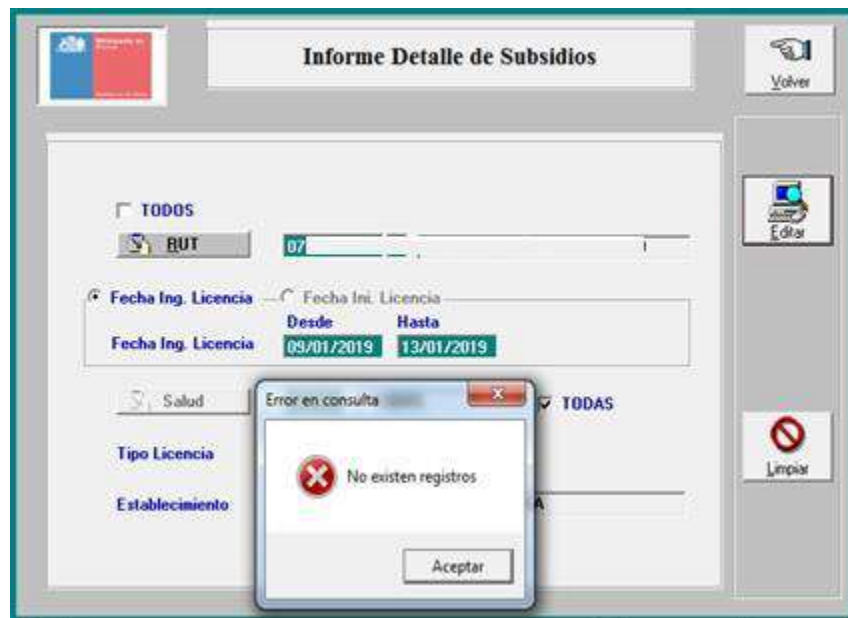 Informe Detalle de Subsidios
Volver
TODOS
RUT
07
Editar
Fecha Ing. Licencia
Fecha Ini. Licencia
Desde Hasta
Fecha Ing. Licencia 09/01/2019 13/01/2019
Salud
TODAS
Error en consulta
No existen registros
Aceptar
Tipo Licencia
Establecimiento
A
Limpiar